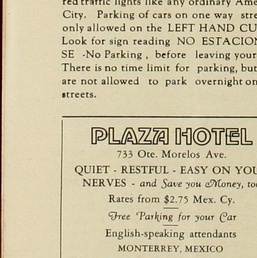 red traffic lights like any ordinary Ame
City. Parking of cars on one way stre
only allowed on the LEFT HAND CU
Look for sign reading NO ESTACION
SE -No Parking , before leaving your
There is no time limit for parking, but
are not allowed to park overnight on
streets.
PLAZA HOTEL
733 Ote. Morelos Ave.
QUIET - RESTFUL - EASY ON YOU
NERVES - and Save you Money, too
Rates from $2.75 Mex. Cy.
Free Parking for your Car
English-speaking attendants
MONTERREY, MEXICO